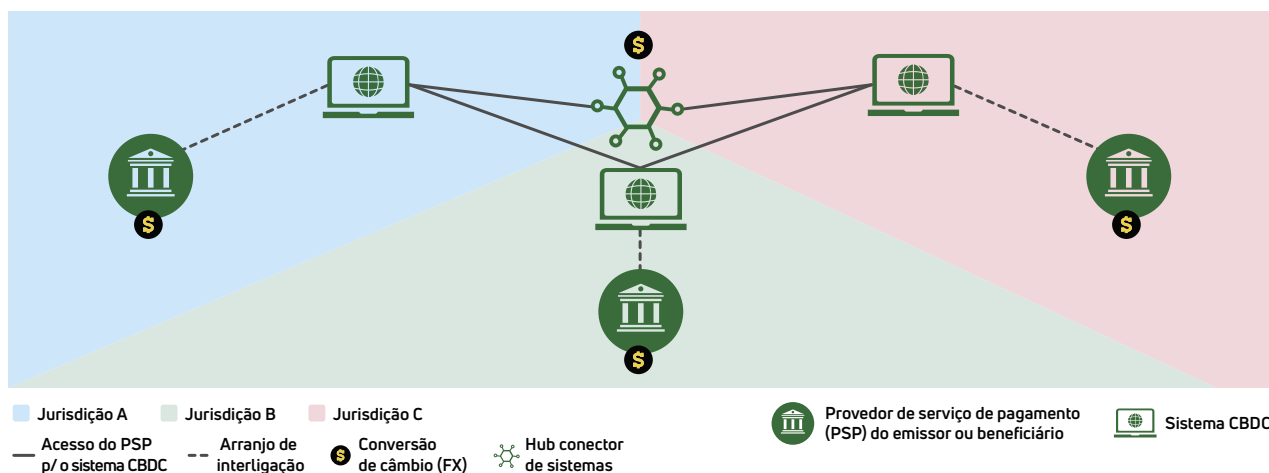 Jurisdição A
Jurisdição B
Jurisdição C
Acesso do PSP
p/ o sistema CBDC
Arranjo de
interligação
$ Conversão
de câmbio (FX)
Hub conector
de sistemas
Provedor de serviço de pagamento
(PSP) do emissor ou beneficiário
Sistema CBDC